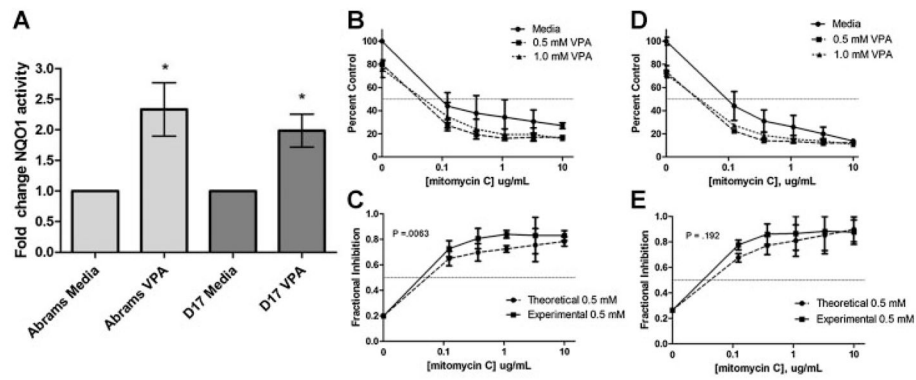 A
Fold change NQO1 activity
3.0
2.5
2.0
1.5
1.0
0.5
0.0
*
*
Abrams Media
Abrams VPA
D17 Media
D17 VPA
B
Percent Control
100
80
60
40
20
0
Media
0.5 mM VPA
1.0 mM VPA
0 0.1 1 10
[mitomycin C] ug/mL
C
Fractional Inhibition
1.0
0.8
0.6
0.4
0.2
0.0
P =.0063
Theoretical 0.5 mM
Experimental 0.5 mM
0 0.1 1 10
[mitomycin C] ug/mL
D
Percent Control
100
80
60
40
20
0
Media
0.5 mM VPA
1.0 mM VPA
0 0.1 1 10
[mitomycin C], ug/mL
E
Fractional Inhibition
1.0
0.8
0.6
0.4
0.2
0.0
P = .192
Theoretical 0.5 mM
Experimental 0.5 mM
0 0.1 1 10
[mitomycin C], ug/mL